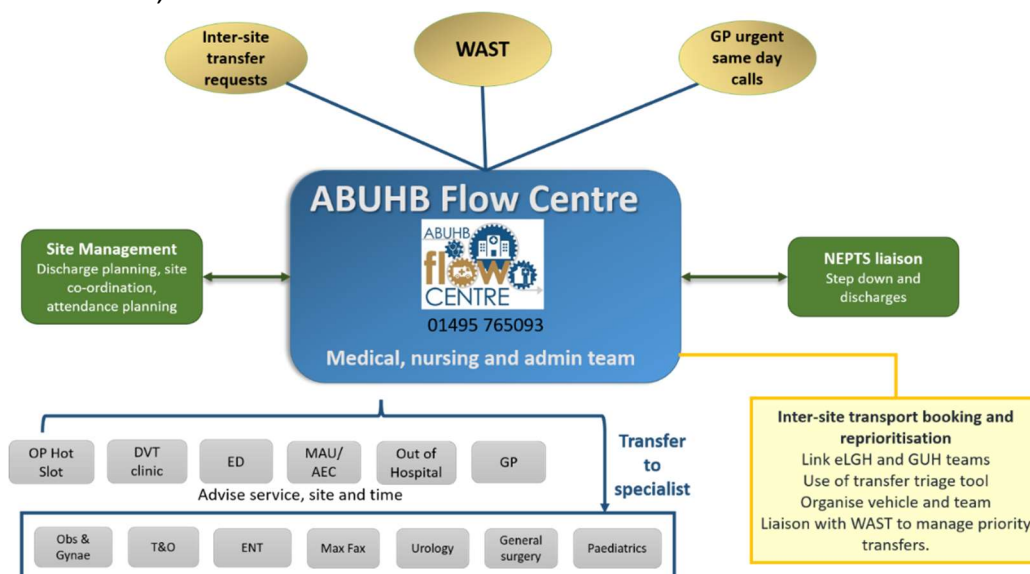 Inter-site
transfer
requests
WAST
GP urgent
same day
calls
ABUHB Flow Centre
ABUHB
flow
CENTRE
01495 765093
Medical, nursing and admin team
Site Management
Discharge planning, site
co-ordination,
attendance planning
NEPTS liaison
Step down and
discharges
OP Hot
Slot
DVT
clinic
ED
MAU/
AEC
Out of
Hospital
GP
Advise service, site and time
Transfer
to
specialist
Obs &
Gynae
T&O
ENT
Max Fax
Urology
General
surgery
Paediatrics
Inter-site transport booking and
reprioritisation
Link eLGH and GUH teams
Use of transfer triage tool
Organise vehicle and team
Liaison with WAST to manage priority
transfers.